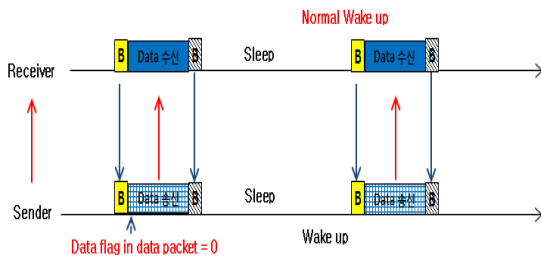 Normal Wake up
B Data 수신 B Sleep B Data 수신 B
Receiver
B Data 송신 B Sleep B Data 송신 B
Sender
Wake up
Data flag in data packet = 0